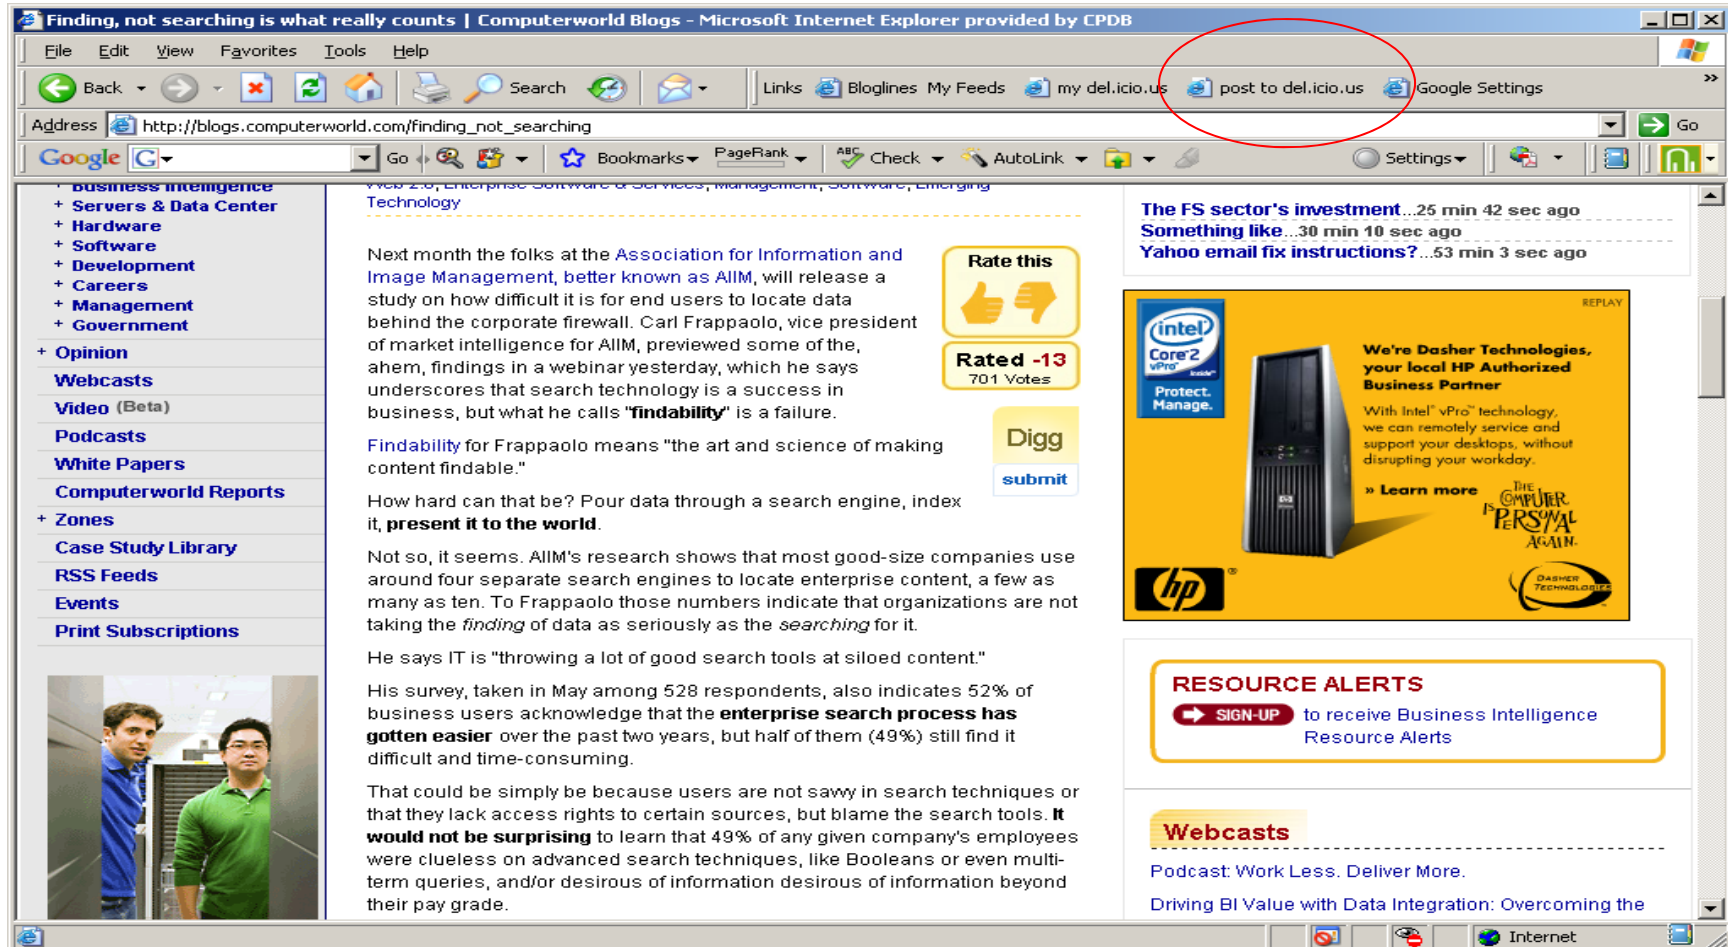 Finding, not searching is what really counts | Computerworld Blogs - Microsoft Internet Explorer provided by CPDB
File Edit View Favorites Tools Help
Back Search Links Bloglines My Feeds my del.icio.us post to del.icio.us Google Settings »
Address http://blogs.computerworld.com/finding_not_searching Go
Google G Go Bookmarks PageRank ABC Check AutoLink Settings
+ Business Intelligence
+ Servers & Data Center
+ Hardware
+ Software
+ Development
+ Careers
+ Management
+ Government
+ Opinion
Webcasts
Video (Beta)
Podcasts
White Papers
Computerworld Reports
+ Zones
Case Study Library
RSS Feeds
Events
Print Subscriptions
Web 2.0, Enterprise Software & Services, Management, Software, Emerging
Technology
Next month the folks at the Association for Information and
Image Management, better known as AIIM, will release a
study on how difficult it is for end users to locate data
behind the corporate firewall. Carl Frappaolo, vice president
of market intelligence for AIIM, previewed some of the,
ahem, findings in a webinar yesterday, which he says
underscores that search technology is a success in
business, but what he calls "findability" is a failure.
Findability for Frappaolo means "the art and science of making
content findable."
How hard can that be? Pour data through a search engine, index
it, present it to the world.
Not so, it seems. AIIM's research shows that most good-size companies use
around four separate search engines to locate enterprise content, a few as
many as ten. To Frappaolo those numbers indicate that organizations are not
taking the finding of data as seriously as the searching for it.
He says IT is "throwing a lot of good search tools at siloed content."
His survey, taken in May among 528 respondents, also indicates 52% of
business users acknowledge that the enterprise search process has
gotten easier over the past two years, but half of them (49%) still find it
difficult and time-consuming.
That could be simply be because users are not savvy in search techniques or
that they lack access rights to certain sources, but blame the search tools. It
would not be surprising to learn that 49% of any given company's employees
were clueless on advanced search techniques, like Booleans or even multi-
term queries, and/or desirous of information desirous of information beyond
their pay grade.
Rate this
Rated -13
701 Votes
Digg
submit
The FS sector's investment...25 min 42 sec ago
Something like...30 min 10 sec ago
Yahoo email fix instructions?...53 min 3 sec ago
REPLAY
intel
Core 2
vPro
inside
Protect.
Manage.
We're Dasher Technologies,
your local HP Authorized
Business Partner
With Intel® vPro™ technology,
we can remotely service and
support your desktops, without
disrupting your workday.
» Learn more
THE
COMPUTER
IS PERSONAL
AGAIN.
hp®
DASHER
TECHNOLOGIES
RESOURCE ALERTS
SIGN-UP to receive Business Intelligence
Resource Alerts
Webcasts
Podcast: Work Less. Deliver More.
Driving BI Value with Data Integration: Overcoming the
Internet